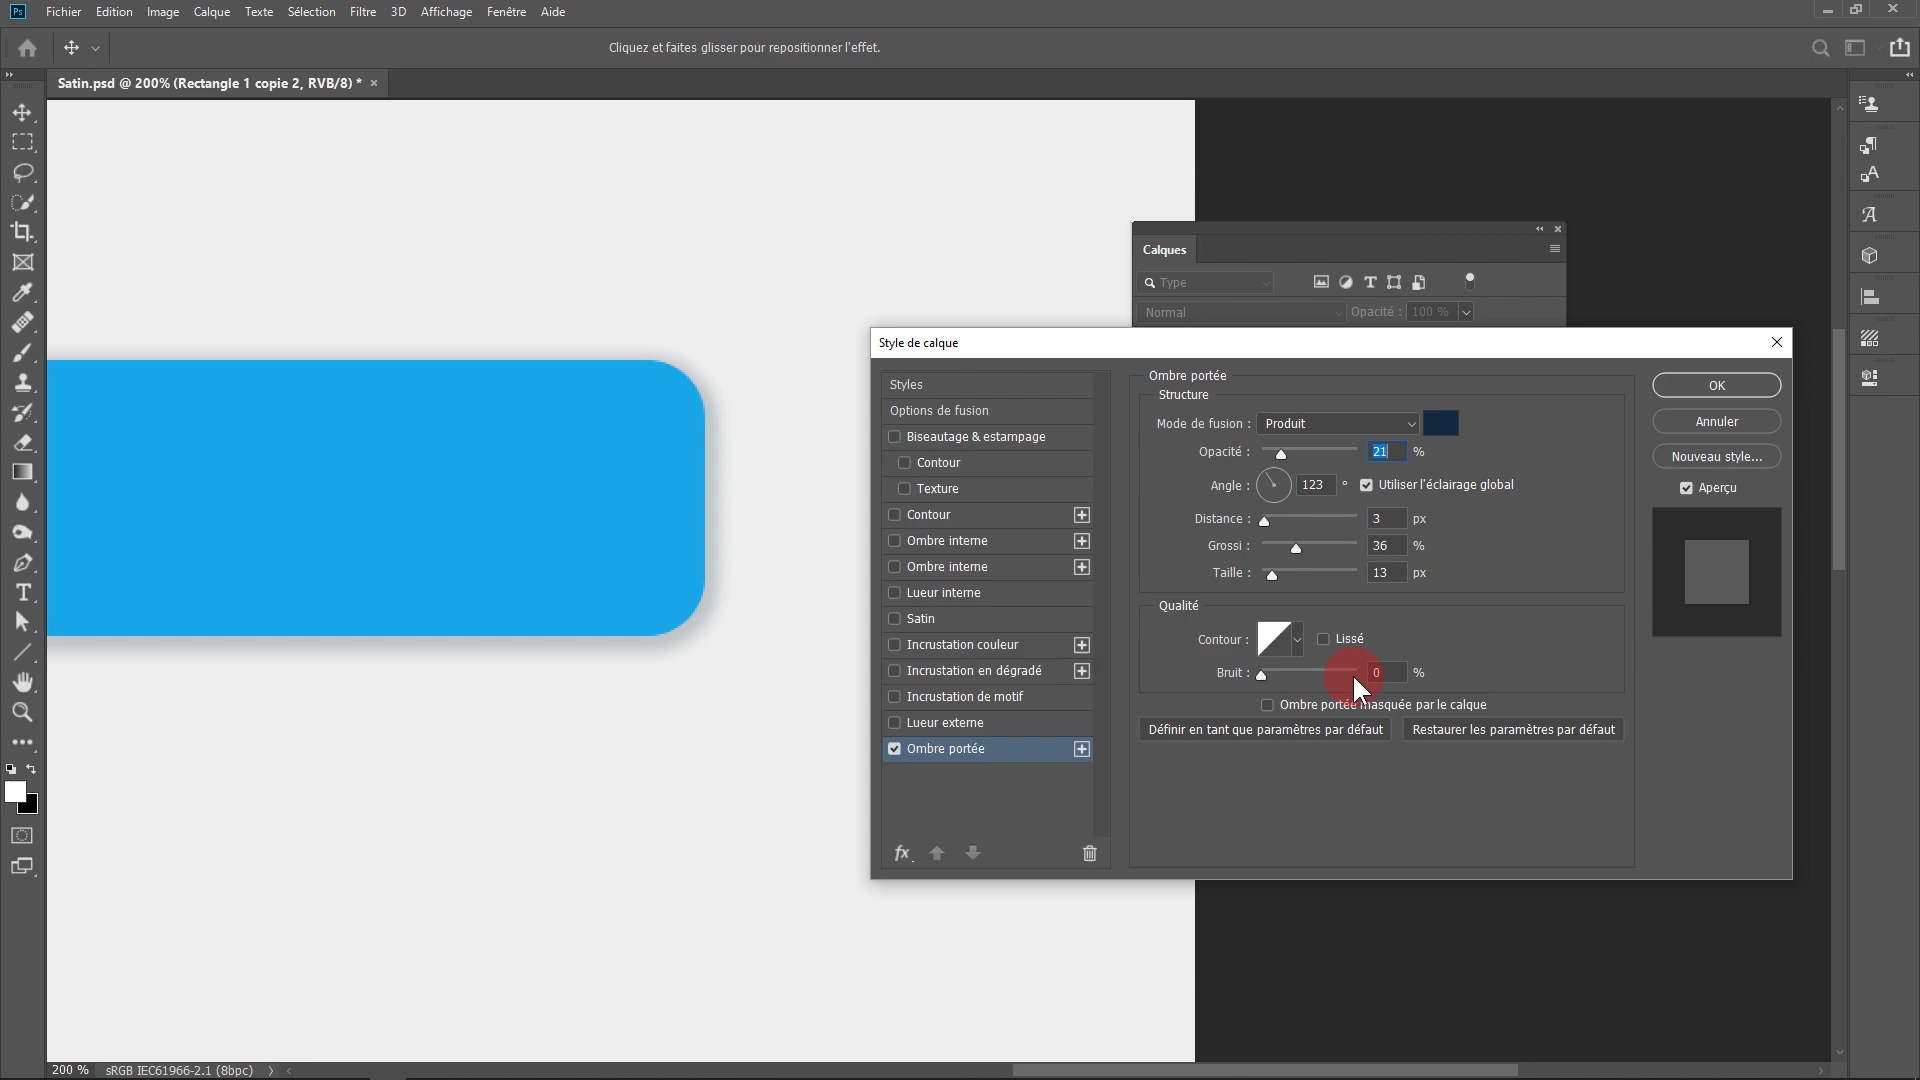 Ps Fichier Edition Image Calque Texte Sélection Filtre 3D Affichage Fenêtre Aide
Cliquez et faites glisser pour repositionner l'effet.
Satin.psd @ 200% (Rectangle 1 copie 2, RVB/8) *
Calques
Type
Normal Opacité : 100 %
Style de calque
Styles
Options de fusion
Biseautage & estampage
Contour
Texture
Contour
Ombre interne
Ombre interne
Lueur interne
Satin
Incrustation couleur
Incrustation en dégradé
Incrustation de motif
Lueur externe
Ombre portée
fx
Ombre portée
Structure
Mode de fusion : Produit
Opacité : 21 %
Angle : 123 ° Utiliser l'éclairage global
Distance : 3 px
Grossi : 36 %
Taille : 13 px
Qualité
Contour : Lissé
Bruit : 0 %
Ombre portée masquée par le calque
Définir en tant que paramètres par défaut Restaurer les paramètres par défaut
OK
Annuler
Nouveau style...
Aperçu
200 % sRGB IEC61966-2.1 (8bpc)